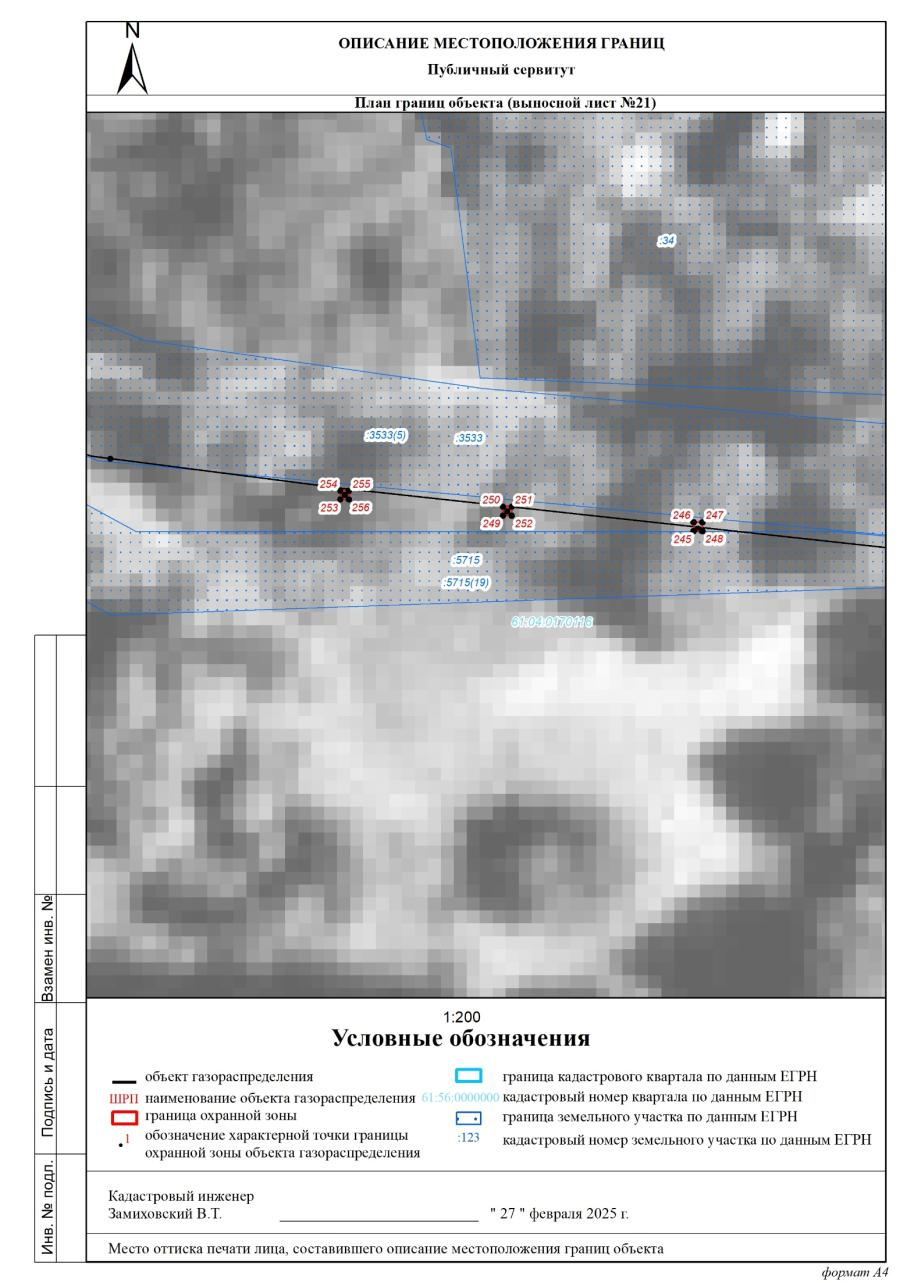 N
ОПИСАНИЕ МЕСТОПОЛОЖЕНИЯ ГРАНИЦ
Публичный сервитут
План границ объекта (выносной лист №21)
:34
:3533(5)
:3533
254 255
253 256
250 251
249 252
246 247
245 248
:5715
:5715(19)
61:04:0170116
1:200
Условные обозначения
объект газораспределения
ШРП наименование объекта газораспределения
граница охранной зоны
1 обозначение характерной точки границы
охранной зоны объекта газораспределения
граница кадастрового квартала по данным ЕГРН
61:56:0000000 кадастровый номер квартала по данным ЕГРН
граница земельного участка по данным ЕГРН
:123 кадастровый номер земельного участка по данным ЕГРН
Кадастровый инженер
Замиховский В.Т. " 27 " февраля 2025 г.
Место оттиска печати лица, составившего описание местоположения границ объекта
Взамен инв. №
Подпись и дата
Инв. № подл.
формат А4